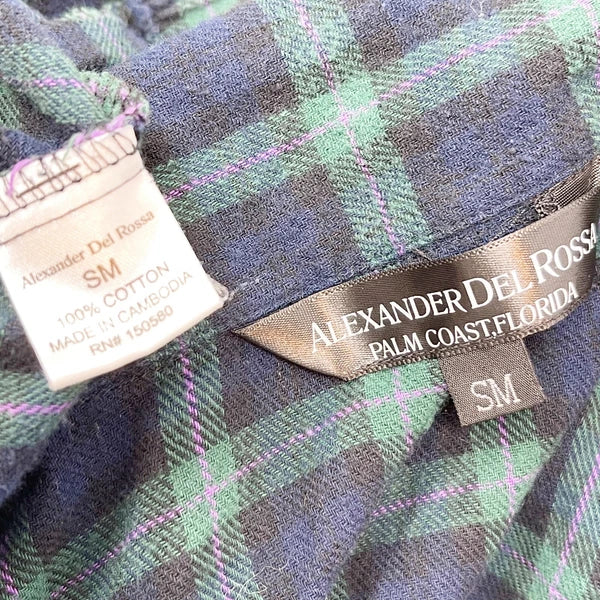 Alexander Del Rossa
SM
100% COTTON
MADE IN CAMBODIA
RN# 150580
ALEXANDER DEL ROSSA
PALM COAST, FLORIDA
SM